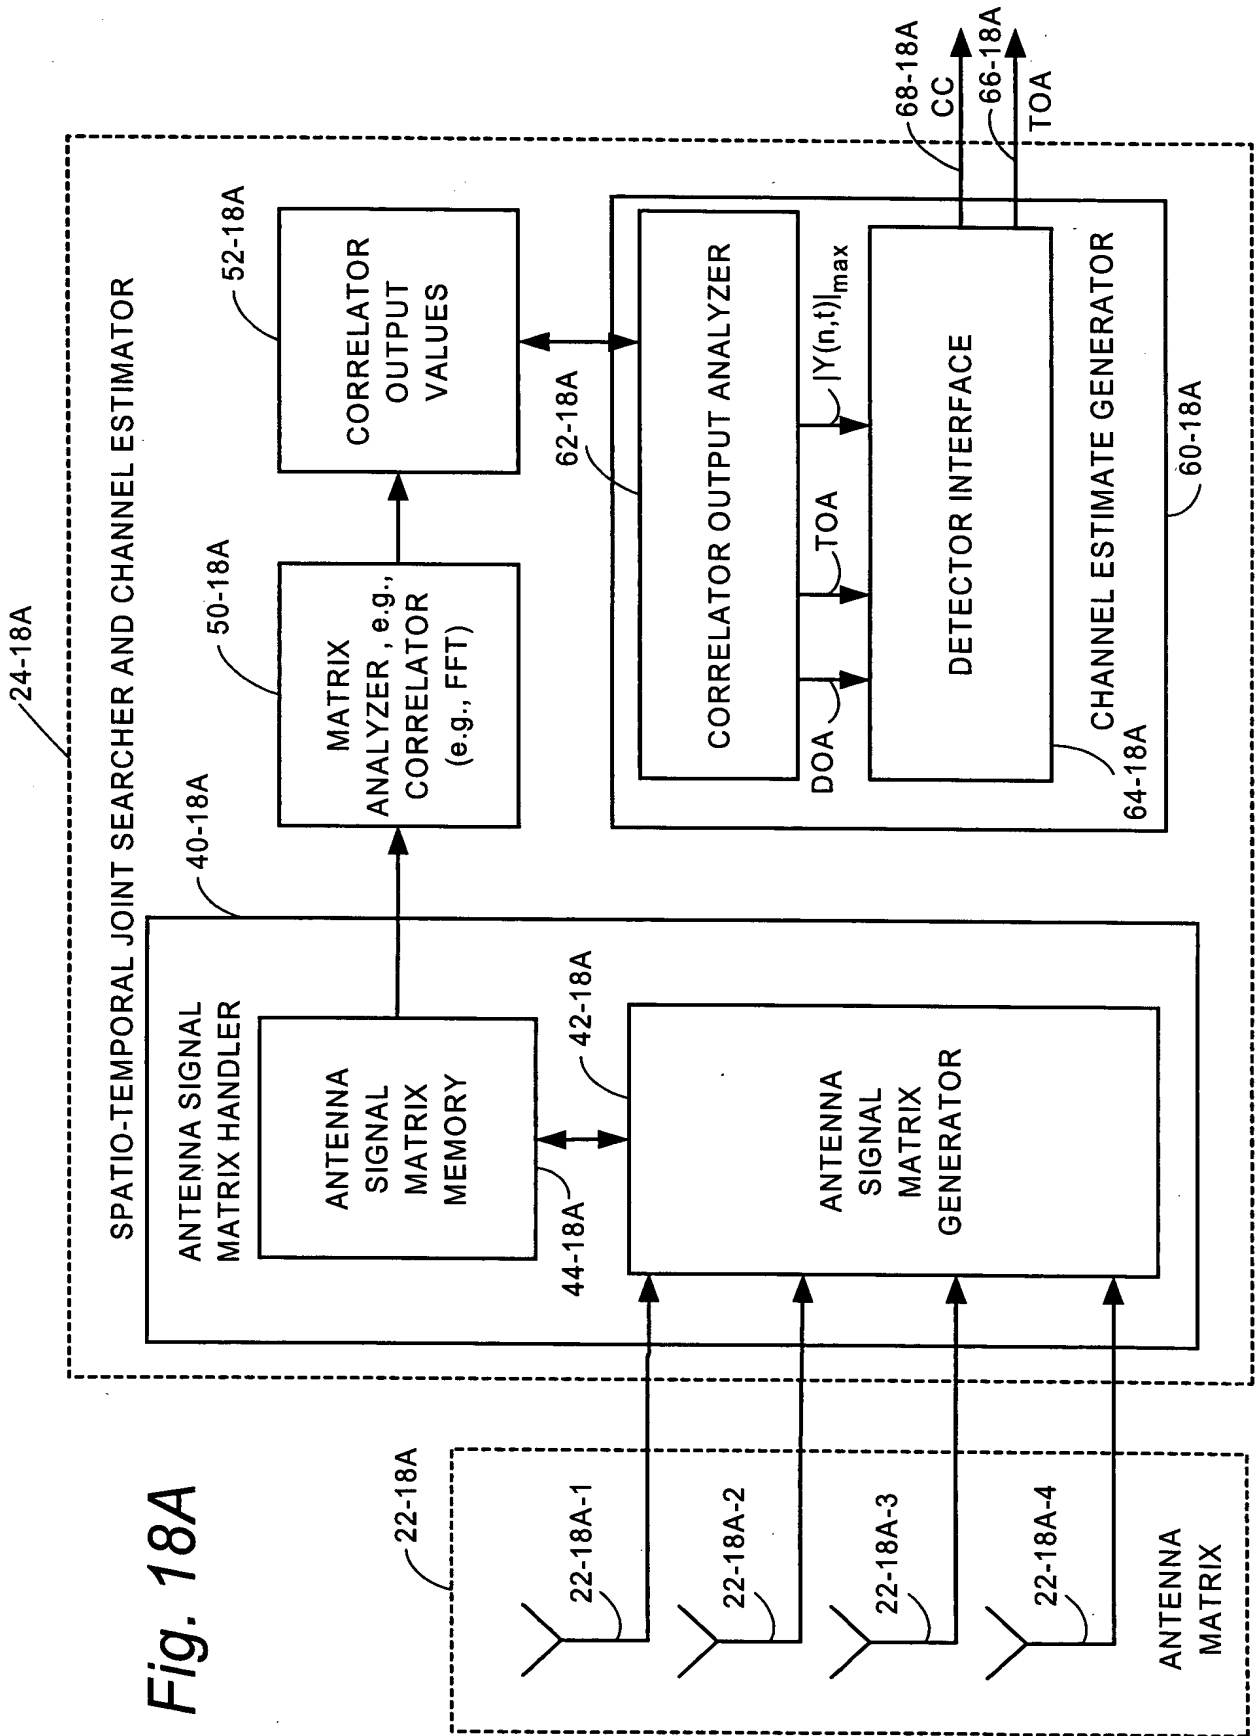 Fig. 18A
24-18A
SPATIO-TEMPORAL JOINT SEARCHER AND CHANNEL ESTIMATOR
40-18A
ANTENNA SIGNAL
MATRIX HANDLER
ANTENNA
SIGNAL
MATRIX
MEMORY
44-18A
42-18A
ANTENNA
SIGNAL
MATRIX
GENERATOR
50-18A
MATRIX
ANALYZER, e.g.,
CORRELATOR
(e.g., FFT)
52-18A
CORRELATOR
OUTPUT
VALUES
62-18A
CORRELATOR OUTPUT ANALYZER
DOA
TOA
|Y(n,t)|max
DETECTOR INTERFACE
64-18A
CHANNEL ESTIMATE GENERATOR
60-18A
68-18A
CC
66-18A
TOA
22-18A
22-18A-1
22-18A-2
22-18A-3
22-18A-4
ANTENNA
MATRIX